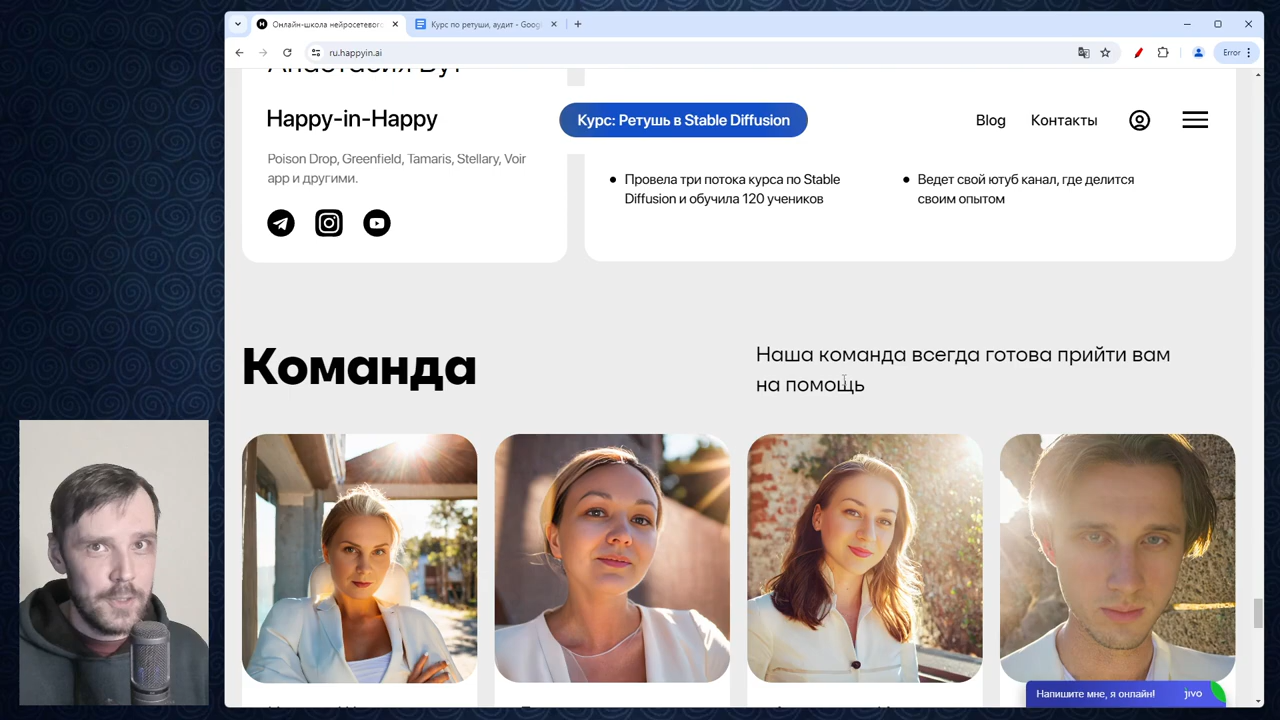 Онлайн-школа нейросетевого
Курс по ретуши, аудит - Goog
ru.happyin.ai
Error
Happy-in-Happy
Курс: Ретушь в Stable Diffusion
Blog
Контакты
Poison Drop, Greenfield, Tamaris, Stellary, Voir
app и другими.
Провела три потока курса по Stable
Diffusion и обучила 120 учеников
Ведет свой ютуб канал, где делится
своим опытом
Команда
Наша команда всегда готова прийти вам
на помощь
Напишите мне, я онлайн!
jivo